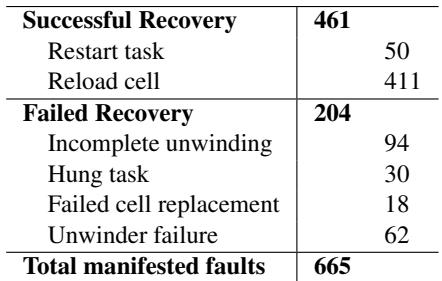 Successful Recovery 461
Restart task 50
Reload cell 411
Failed Recovery 204
Incomplete unwinding 94
Hung task 30
Failed cell replacement 18
Unwinder failure 62
Total manifested faults 665